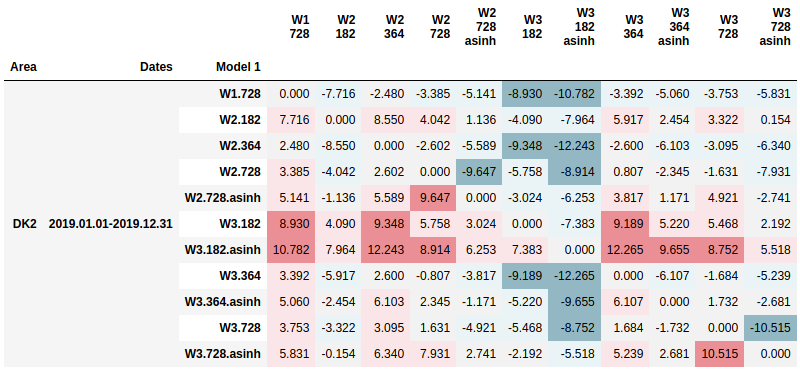 W1 728 W2 182 W2 364 W2 728 W2 728 asinh W3 182 W3 182 asinh W3 364 W3 364 asinh W3 728 W3 728 asinh
Area Dates Model 1
W1.728 0.000 -7.716 -2.480 -3.385 -5.141 -8.930 -10.782 -3.392 -5.060 -3.753 -5.831
W2.182 7.716 0.000 8.550 4.042 1.136 -4.090 -7.964 5.917 2.454 3.322 0.154
W2.364 2.480 -8.550 0.000 -2.602 -5.589 -9.348 -12.243 -2.600 -6.103 -3.095 -6.340
W2.728 3.385 -4.042 2.602 0.000 -9.647 -5.758 -8.914 0.807 -2.345 -1.631 -7.931
W2.728.asinh 5.141 -1.136 5.589 9.647 0.000 -3.024 -6.253 3.817 1.171 4.921 -2.741
DK2 2019.01.01-2019.12.31 W3.182 8.930 4.090 9.348 5.758 3.024 0.000 -7.383 9.189 5.220 5.468 2.192
W3.182.asinh 10.782 7.964 12.243 8.914 6.253 7.383 0.000 12.265 9.655 8.752 5.518
W3.364 3.392 -5.917 2.600 -0.807 -3.817 -9.189 -12.265 0.000 -6.107 -1.684 -5.239
W3.364.asinh 5.060 -2.454 6.103 2.345 -1.171 -5.220 -9.655 6.107 0.000 1.732 -2.681
W3.728 3.753 -3.322 3.095 1.631 -4.921 -5.468 -8.752 1.684 -1.732 0.000 -10.515
W3.728.asinh 5.831 -0.154 6.340 7.931 2.741 -2.192 -5.518 5.239 2.681 10.515 0.000